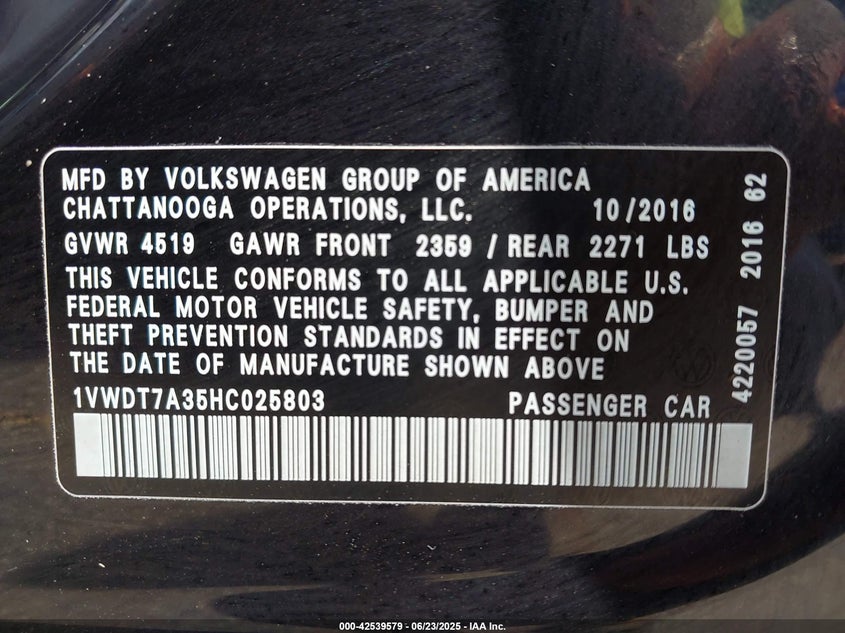 MFD BY VOLKSWAGEN GROUP OF AMERICA
CHATTANOOGA OPERATIONS, LLC. 10/2016
GVWR 4519 GAWR FRONT 2359 / REAR 2271 LBS
THIS VEHICLE CONFORMS TO ALL APPLICABLE U.S.
FEDERAL MOTOR VEHICLE SAFETY, BUMPER AND
THEFT PREVENTION STANDARDS IN EFFECT ON
THE DATE OF MANUFACTURE SHOWN ABOVE
1VWDT7A35HC025803 PASSENGER CAR
4220057 2016 62
000-42539579 - 06/23/2025 - IAA Inc.